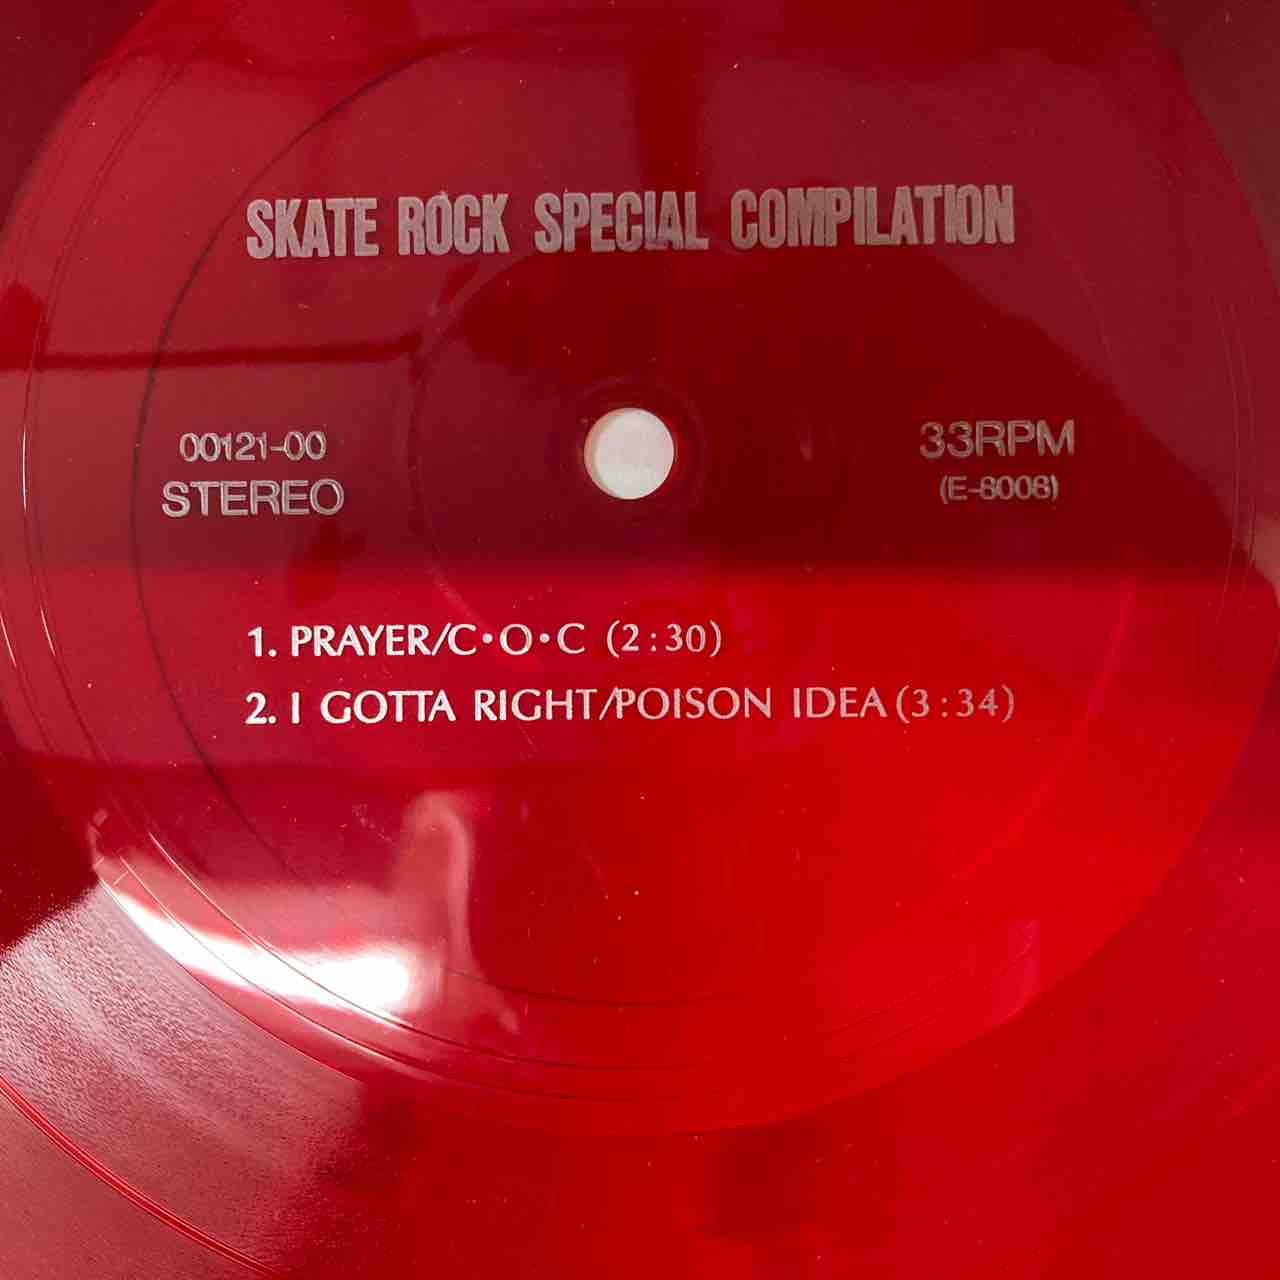 SKATE ROCK SPECIAL COMPILATION
00121-00
STEREO
33RPM
(E-8008)
1. PRAYER/C•O•C (2:30)
2. I GOTTA RIGHT/POISON IDEA (3:34)